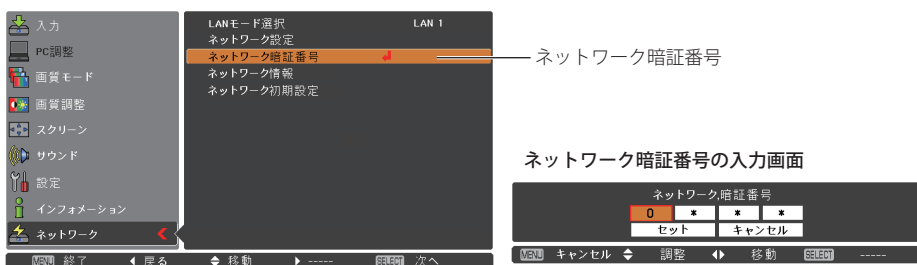 入力
PC調整
画質モード
画質調整
スクリーン
サウンド
設定
インフォメーション
ネットワーク
LANモード選択 LAN 1
ネットワーク設定
ネットワーク暗証番号
ネットワーク情報
ネットワーク初期設定
MENU 終了 戻る 移動 ----- SELECT 次へ
ネットワーク暗証番号
ネットワーク暗証番号の入力画面
ネットワーク暗証番号
0 * * *
セット キャンセル
MENU キャンセル 調整 移動 SELECT -----